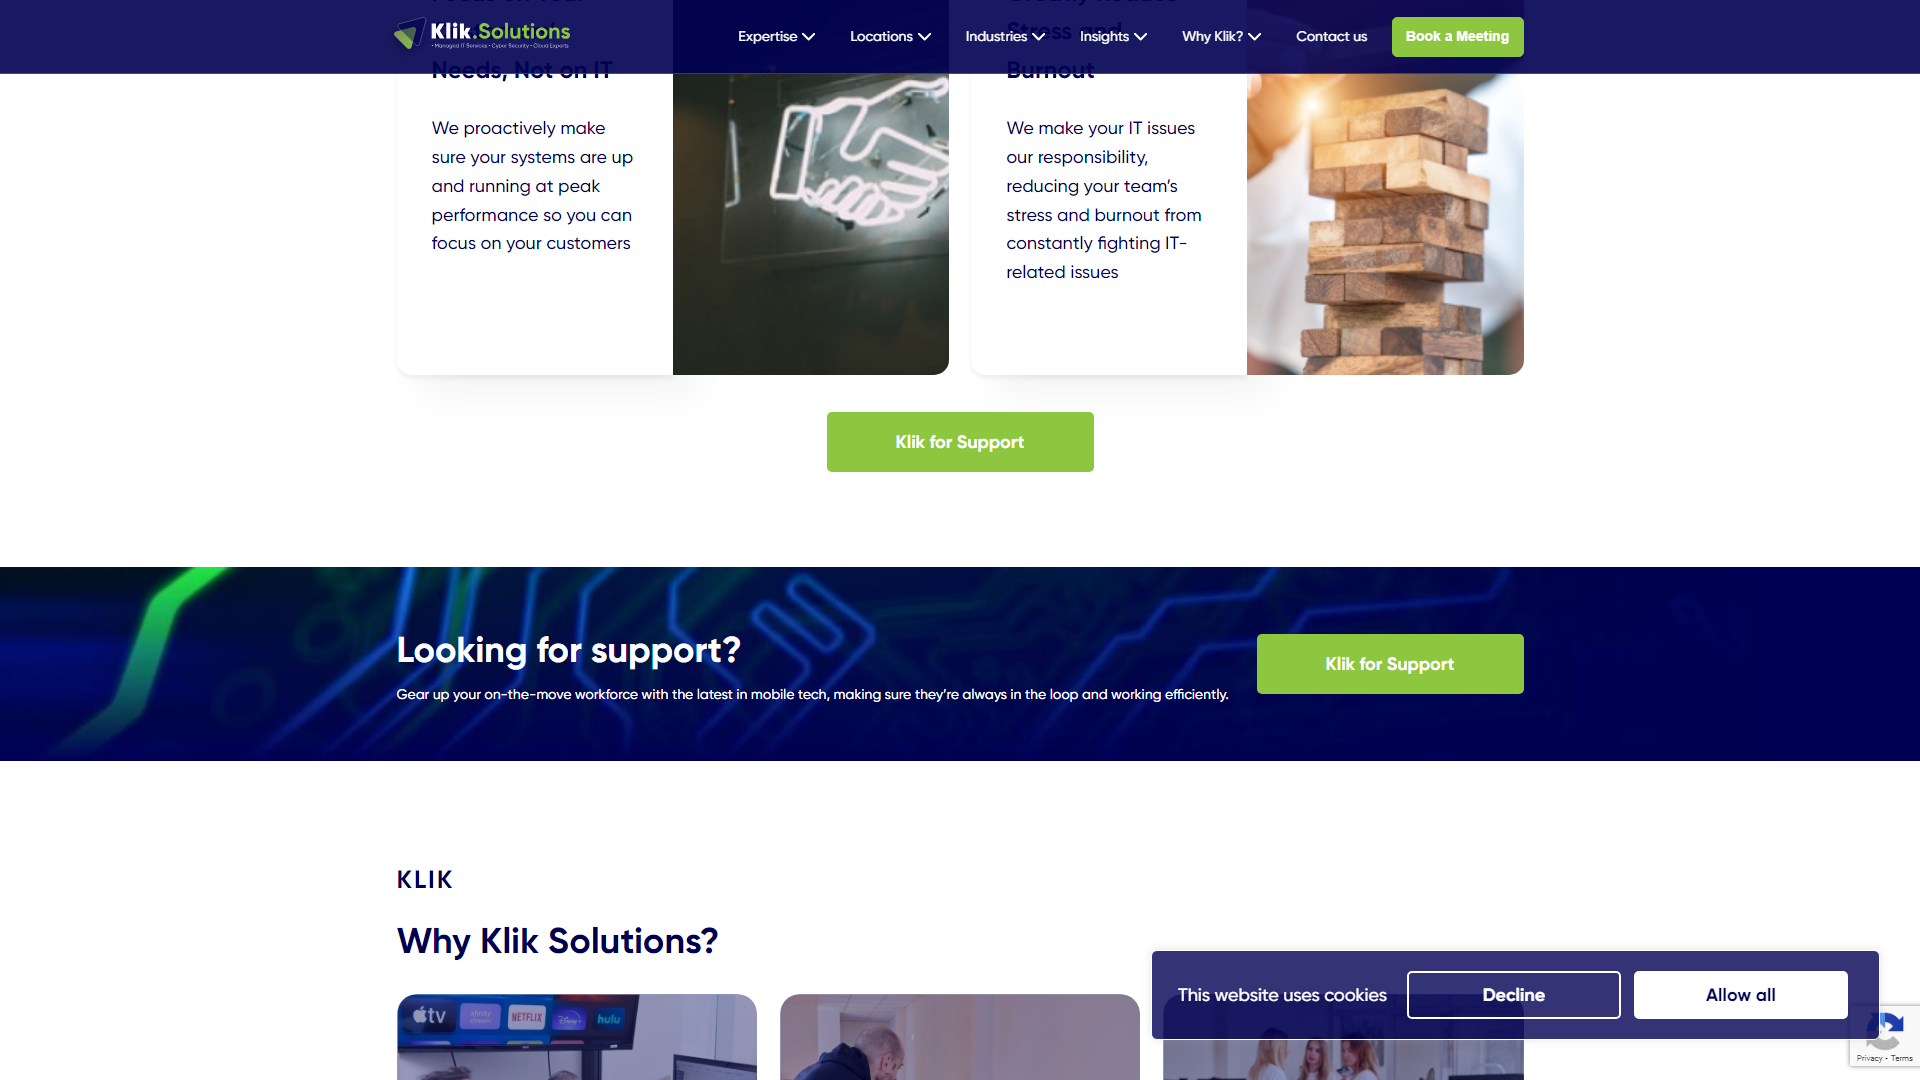 Klik.Solutions
• Managed IT Services • Cyber Security • Cloud Experts
Expertise
Locations
Industries
Insights
Why Klik?
Contact us
Book a Meeting
Needs, Not on IT
We proactively make
sure your systems are up
and running at peak
performance so you can
focus on your customers
Stress and
Burnout
We make your IT issues
our responsibility,
reducing your team’s
stress and burnout from
constantly fighting IT-
related issues
Klik for Support
Looking for support?
Gear up your on-the-move workforce with the latest in mobile tech, making sure they’re always in the loop and working efficiently.
Klik for Support
KLIK
Why Klik Solutions?
tv
xfinity
stream
NETFLIX
Disney+
hulu
This website uses cookies
Decline
Allow all
Privacy - Terms